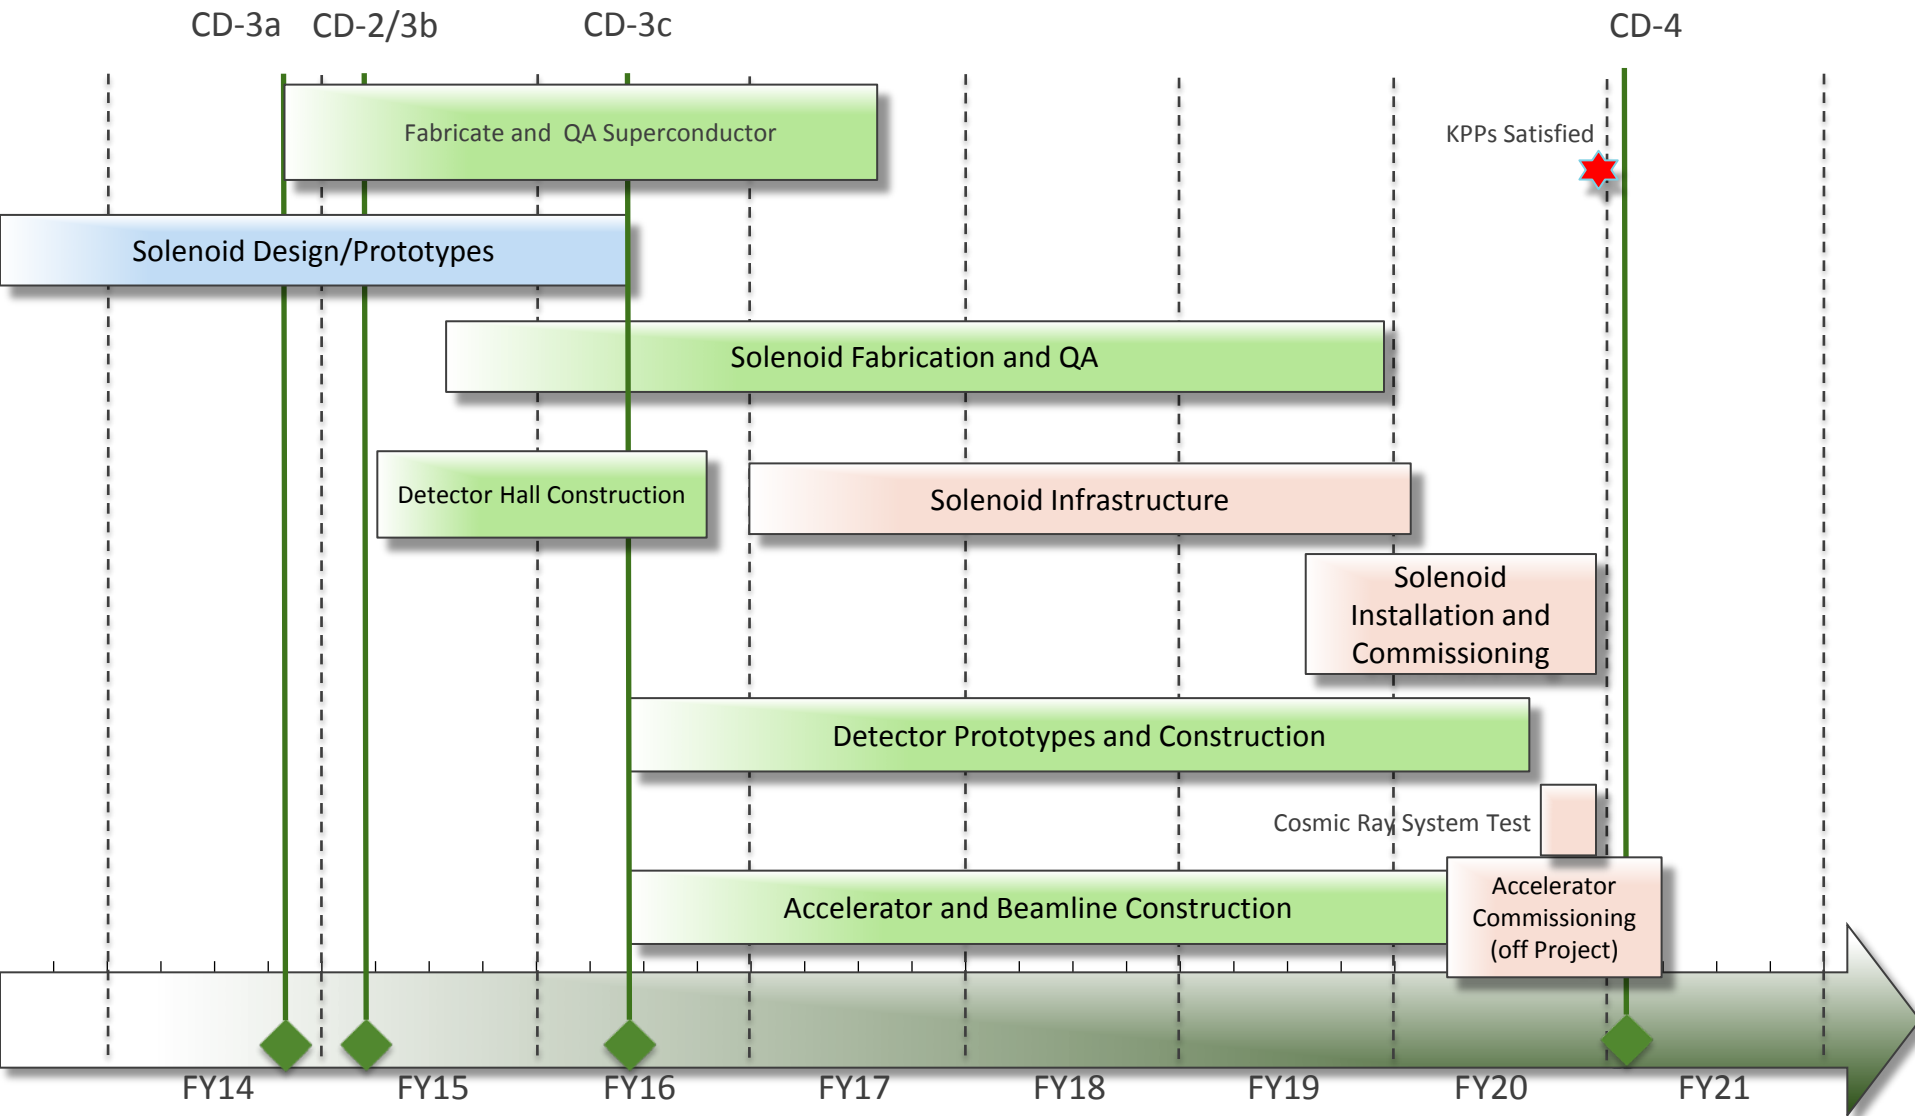 CD-3a CD-2/3b CD-3c CD-4
Fabricate and QA Superconductor
KPPs Satisfied
Solenoid Design/Prototypes
Solenoid Fabrication and QA
Detector Hall Construction
Solenoid Infrastructure
Solenoid
Installation and
Commissioning
Detector Prototypes and Construction
Cosmic Ray System Test
Accelerator and Beamline Construction
Accelerator
Commissioning
(off Project)
FY14 FY15 FY16 FY17 FY18 FY19 FY20 FY21